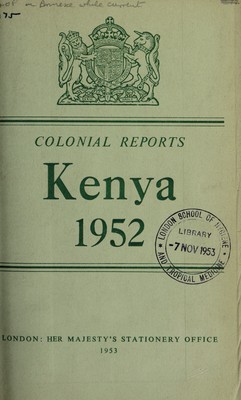 COLONIAL REPORTS
Kenya
1952
LONDON SCHOOL OF HYGIENE
LIBRARY
-7 NOV 1953
AND TROPICAL MEDICINE
LONDON: HER MAJESTY'S STATIONERY OFFICE
1953